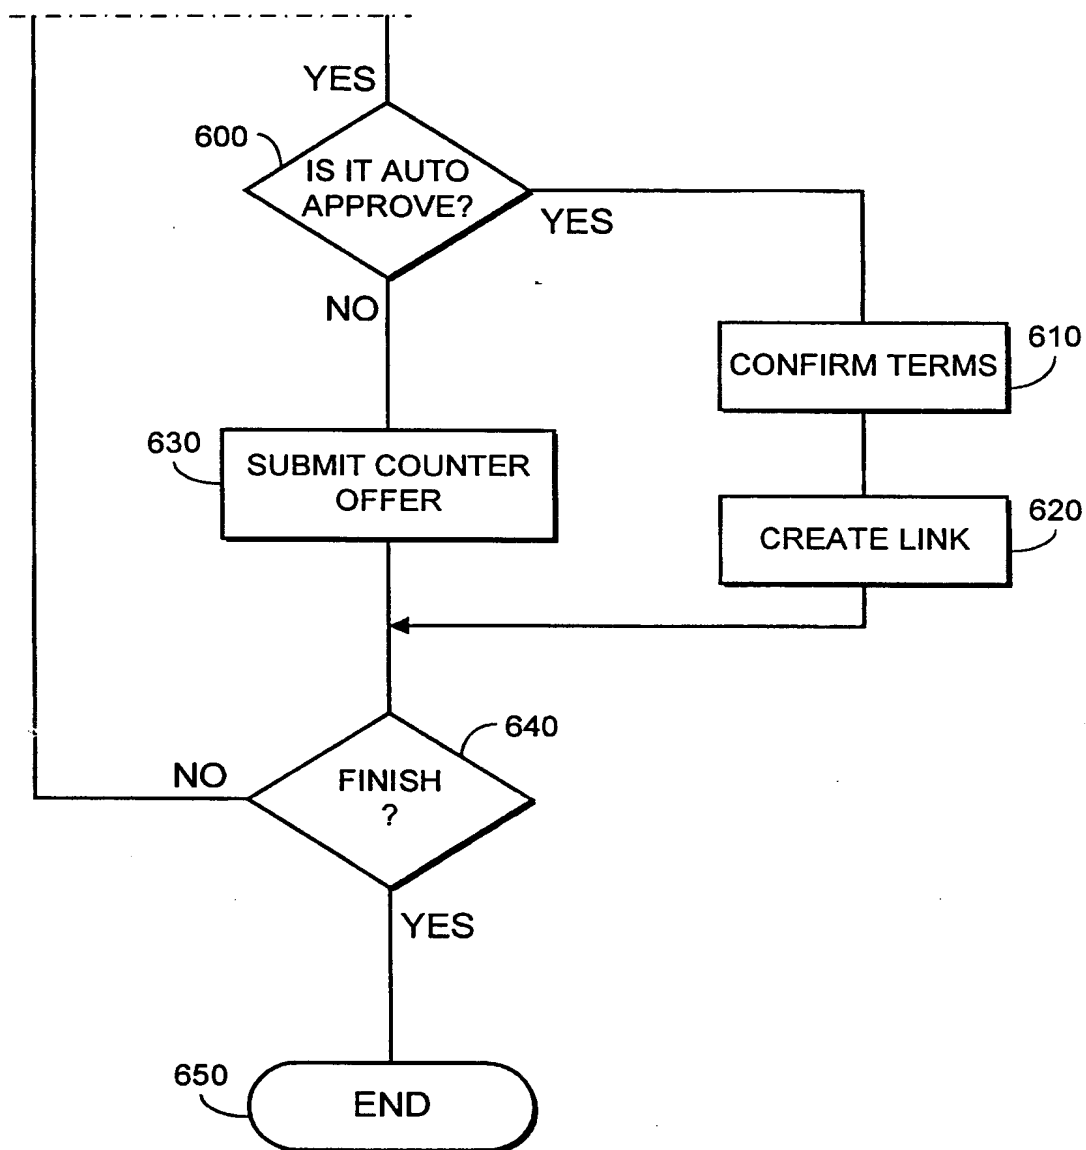 YES
600
IS IT AUTO
APPROVE?
YES
NO
610
CONFIRM TERMS
630
SUBMIT COUNTER
OFFER
620
CREATE LINK
640
NO
FINISH
?
YES
650
END